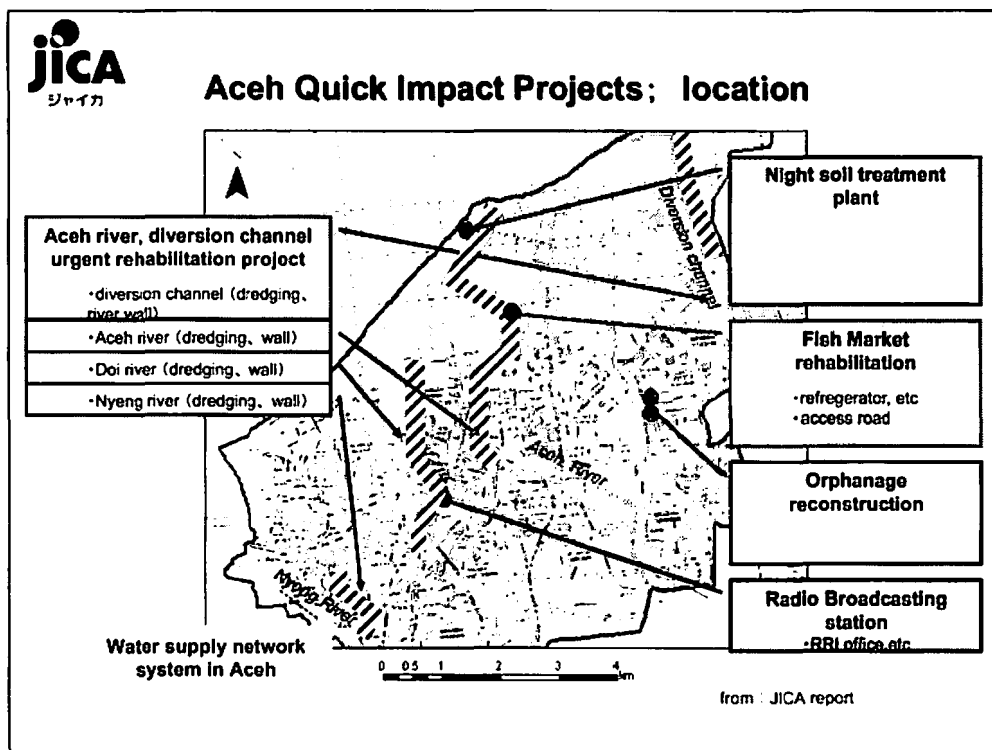 JICA
ジャイカ
Aceh Quick Impact Projects； location
Night soil treatment
plant
Diversion channel
Aceh river, diversion channel
urgent rehabilitation project
・diversion channel (dredging、
river wall)
・Aceh river (dredging、wall)
・Doi river (dredging、wall)
・Nyeng river (dredging、wall)
Fish Market
rehabilitation
・refregerator, etc
・access road
Aceh River
Orphanage
reconstruction
Nyong River
Radio Broadcasting
station
・RRI office,etc
Water supply network
system in Aceh
0 0.5 1 2 3 4
km
from：JICA report